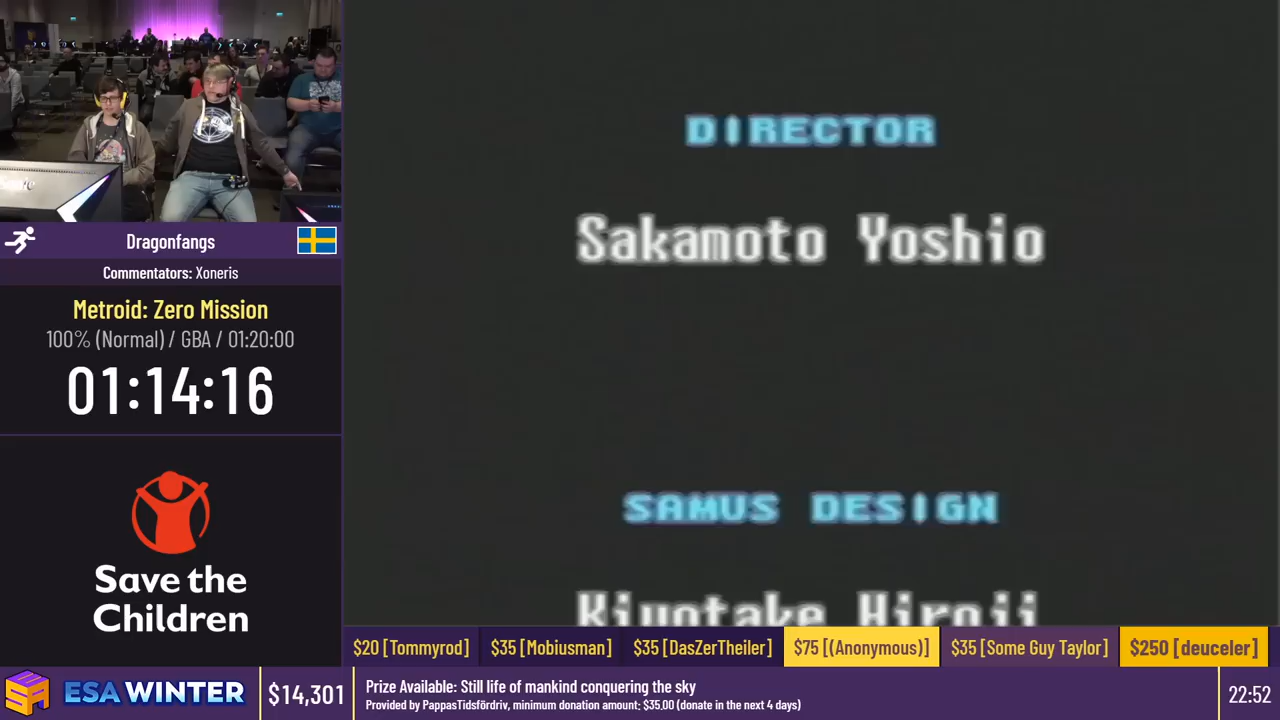 DIRECTOR
Sakamoto Yoshio
SAMUS DESIGN
Kiyotake Hiroji
Dragonfangs
Commentators: Xoneris
Metroid: Zero Mission
100% (Normal) / GBA / 01:20:00
01:14:16
Save the
Children
$20 [Tommyrod]
$35 [Mobiusman]
$35 [DasZerTheiler]
$75 [(Anonymous)]
$35 [Some Guy Taylor]
$250 [deuceler]
ESA WINTER
$14,301
Prize Available: Still life of mankind conquering the sky
Provided by PappasTidsfördriv, minimum donation amount: $35.00 (donate in the next 4 days)
22:52